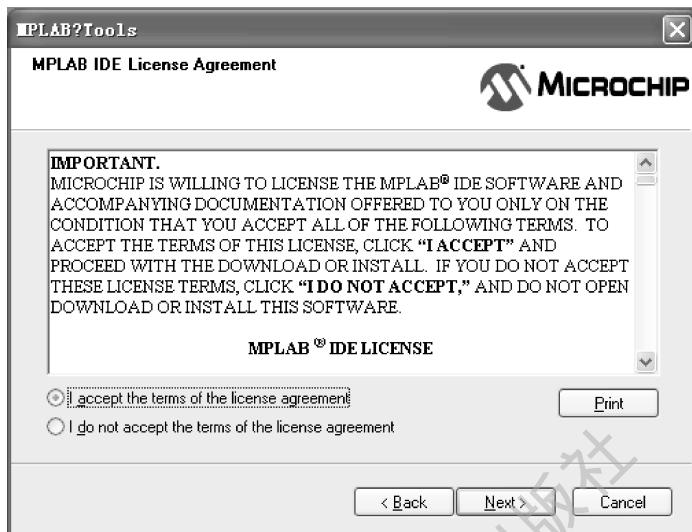 MPLAB?Tools
MPLAB IDE License Agreement
MICROCHIP
IMPORTANT.
MICROCHIP IS WILLING TO LICENSE THE MPLAB® IDE SOFTWARE AND
ACCOMPANYING DOCUMENTATION OFFERED TO YOU ONLY ON THE
CONDITION THAT YOU ACCEPT ALL OF THE FOLLOWING TERMS. TO
ACCEPT THE TERMS OF THIS LICENSE, CLICK “I ACCEPT” AND
PROCEED WITH THE DOWNLOAD OR INSTALL. IF YOU DO NOT ACCEPT
THESE LICENSE TERMS, CLICK “I DO NOT ACCEPT,” AND DO NOT OPEN
DOWNLOAD OR INSTALL THIS SOFTWARE.
MPLAB ® IDE LICENSE
I accept the terms of the license agreement
Print
I do not accept the terms of the license agreement
版社
< Back Next > Cancel